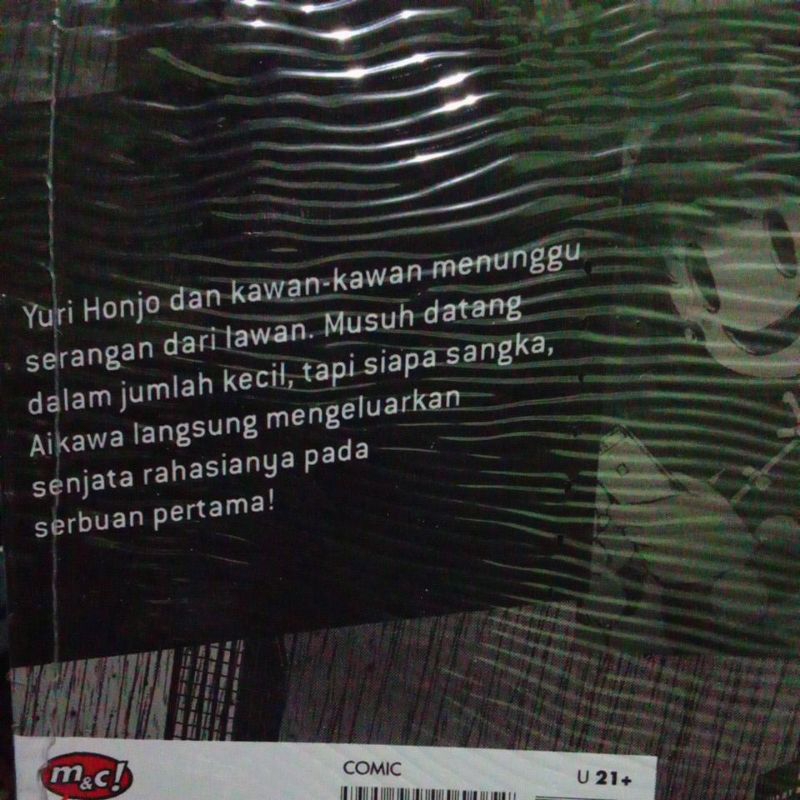 Yuri Honjo dan kawan-kawan menunggu
serangan dari lawan. Musuh datang
dalam jumlah kecil, tapi siapa sangka,
Aikawa langsung mengeluarkan
senjata rahasianya pada
serbuan pertama!
m&c!
COMIC
U 21+